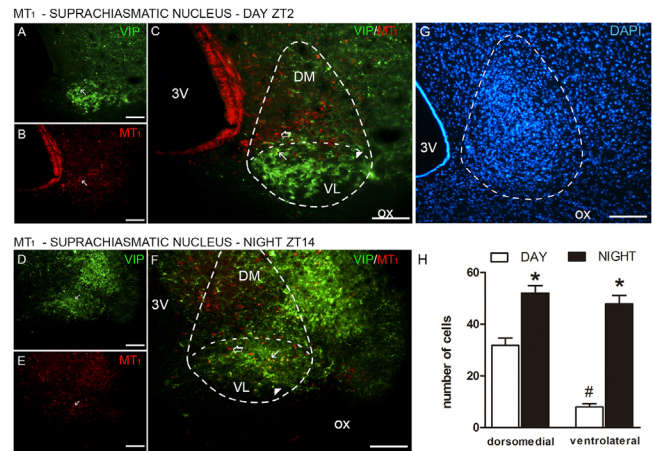 MT₁ - SUPRACHIASMATIC NUCLEUS - DAY ZT2
A
VIP
B
MT₁
C
VIP/MT₁
DM
3V
VL
ox
G
DAPI
3V
ox
MT₁ - SUPRACHIASMATIC NUCLEUS - NIGHT ZT14
D
VIP
E
MT₁
F
VIP/MT₁
3V
DM
VL
ox
H
DAY NIGHT
number of cells
60
40
20
0
* * #
dorsomedial ventrolateral